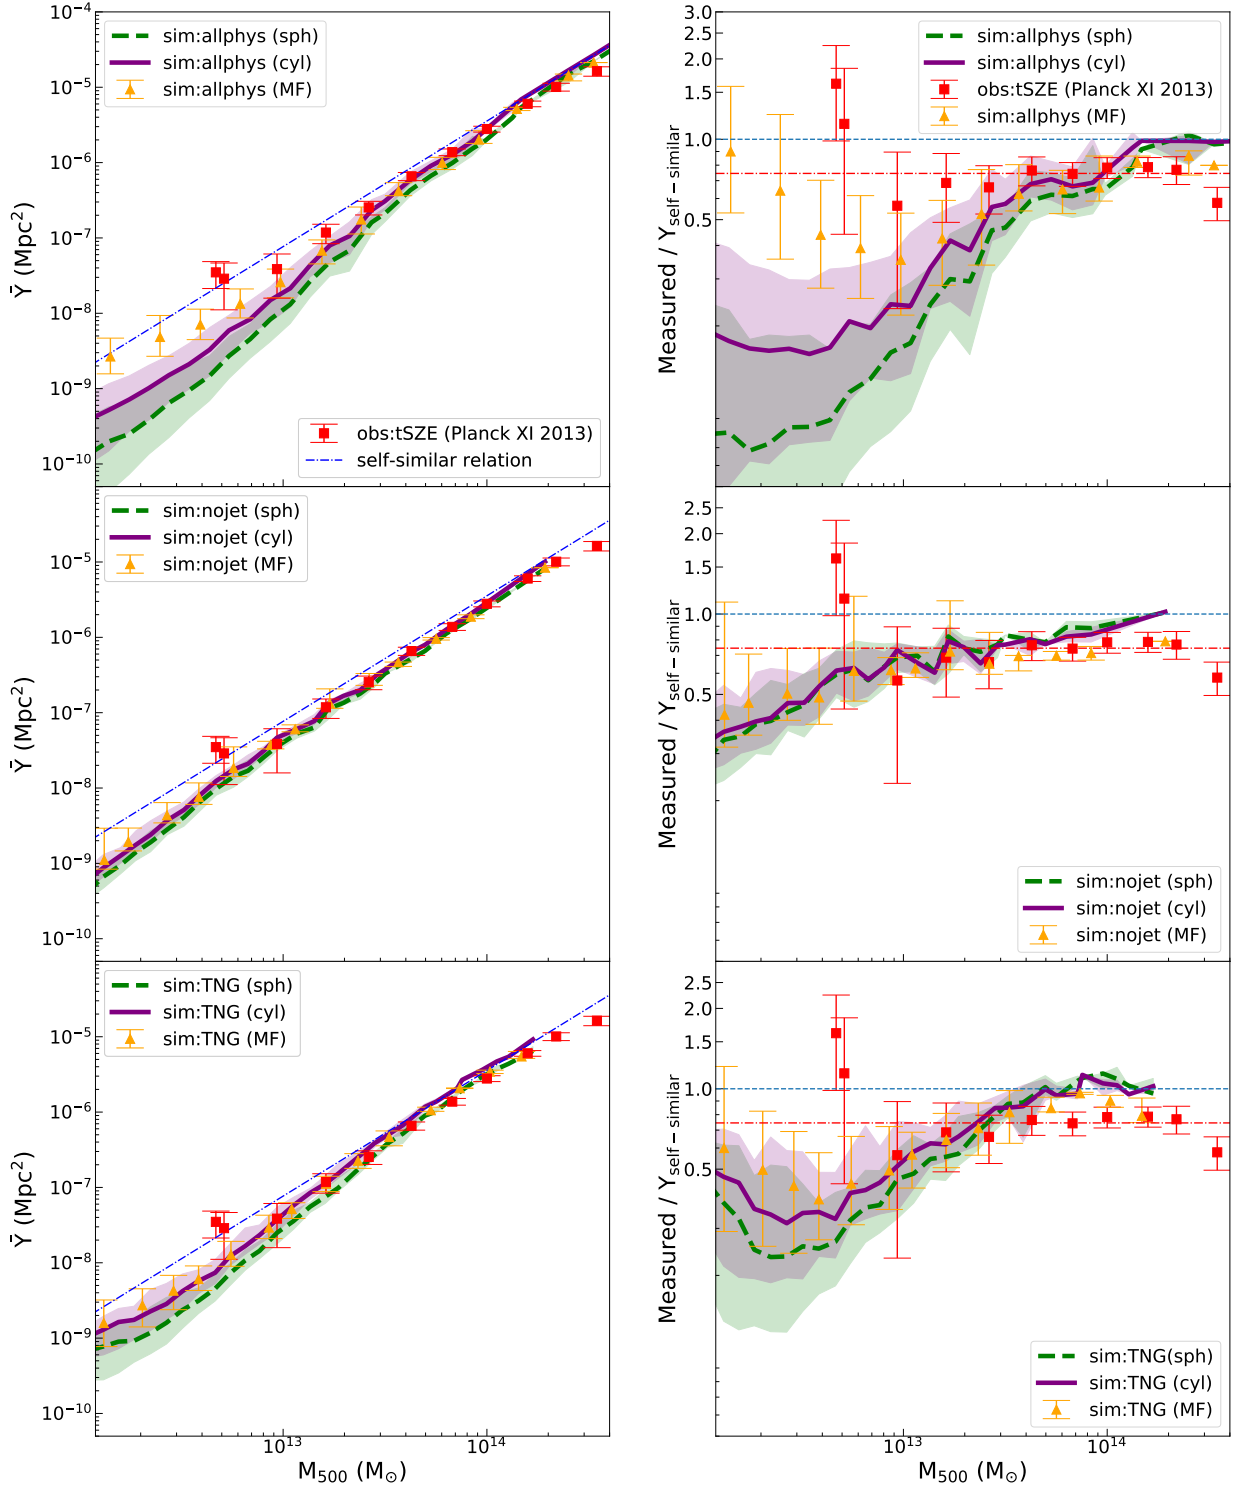 10⁻⁴
10⁻⁵
10⁻⁶
10⁻⁷
10⁻⁸
10⁻⁹
10⁻¹⁰
Ȳ (Mpc²)
sim:allphys (sph)
sim:allphys (cyl)
sim:allphys (MF)
obs:tSZE (Planck XI 2013)
self-similar relation
3.0
2.5
2.0
1.5
1.0
0.5
Measured / Y_self−similar
sim:allphys (sph)
sim:allphys (cyl)
obs:tSZE (Planck XI 2013)
sim:allphys (MF)
10⁻⁵
10⁻⁶
10⁻⁷
10⁻⁸
10⁻⁹
10⁻¹⁰
Ȳ (Mpc²)
sim:nojet (sph)
sim:nojet (cyl)
sim:nojet (MF)
2.5
2.0
1.5
1.0
0.5
Measured / Y_self−similar
sim:nojet (sph)
sim:nojet (cyl)
sim:nojet (MF)
10⁻⁵
10⁻⁶
10⁻⁷
10⁻⁸
10⁻⁹
10⁻¹⁰
Ȳ (Mpc²)
sim:TNG (sph)
sim:TNG (cyl)
sim:TNG (MF)
10¹³
10¹⁴
M₅₀₀ (M☉)
2.5
2.0
1.5
1.0
0.5
Measured / Y_self−similar
sim:TNG(sph)
sim:TNG (cyl)
sim:TNG (MF)
10¹³
10¹⁴
M₅₀₀ (M☉)